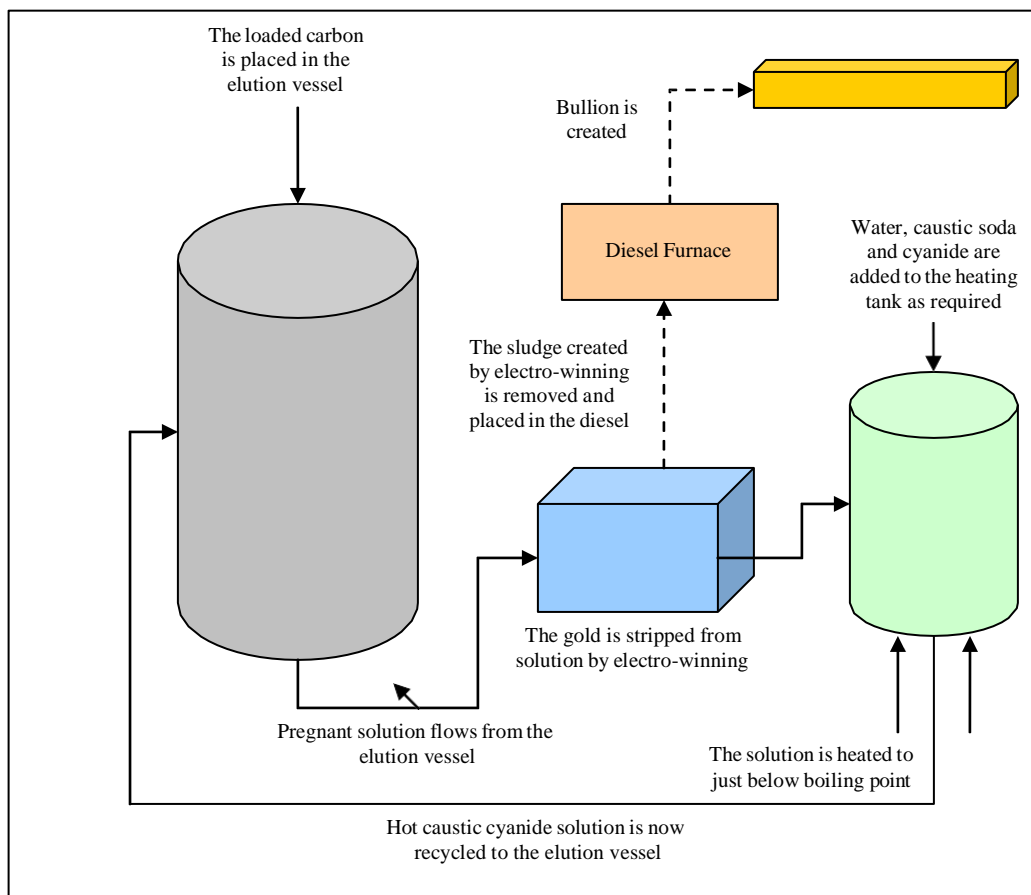 The loaded carbon
is placed in the
elution vessel
Bullion is
created
Diesel Furnace
Water, caustic soda
and cyanide are
added to the heating
tank as required
The sludge created
by electro-winning
is removed and
placed in the diesel
The gold is stripped from
solution by electro-winning
Pregnant solution flows from the
elution vessel
The solution is heated to
just below boiling point
Hot caustic cyanide solution is now
recycled to the elution vessel